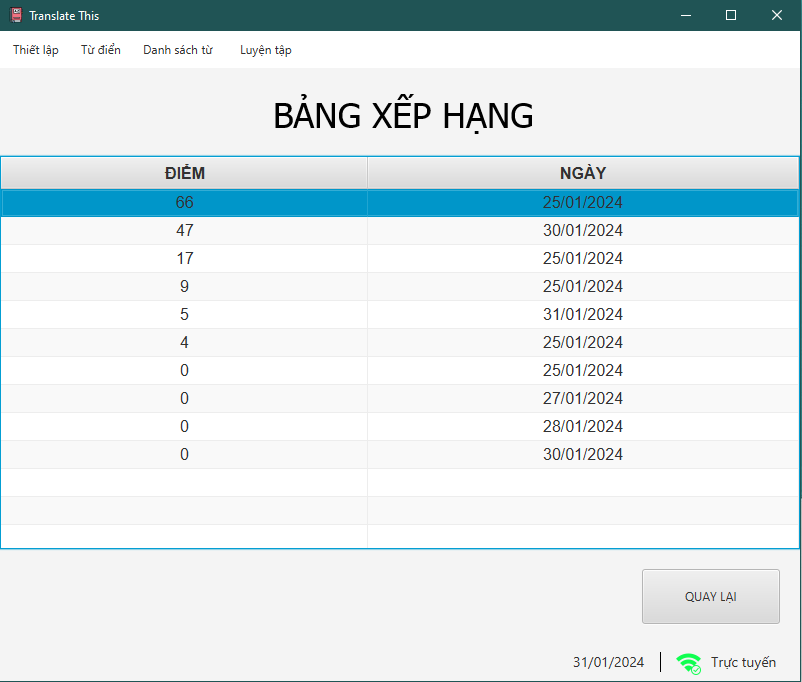 Translate This
Thiết lập Từ điển Danh sách từ Luyện tập
BẢNG XẾP HẠNG
ĐIỂM NGÀY
66 25/01/2024
47 30/01/2024
17 25/01/2024
9 25/01/2024
5 31/01/2024
4 25/01/2024
0 25/01/2024
0 27/01/2024
0 28/01/2024
0 30/01/2024
QUAY LẠI
31/01/2024 Trực tuyến